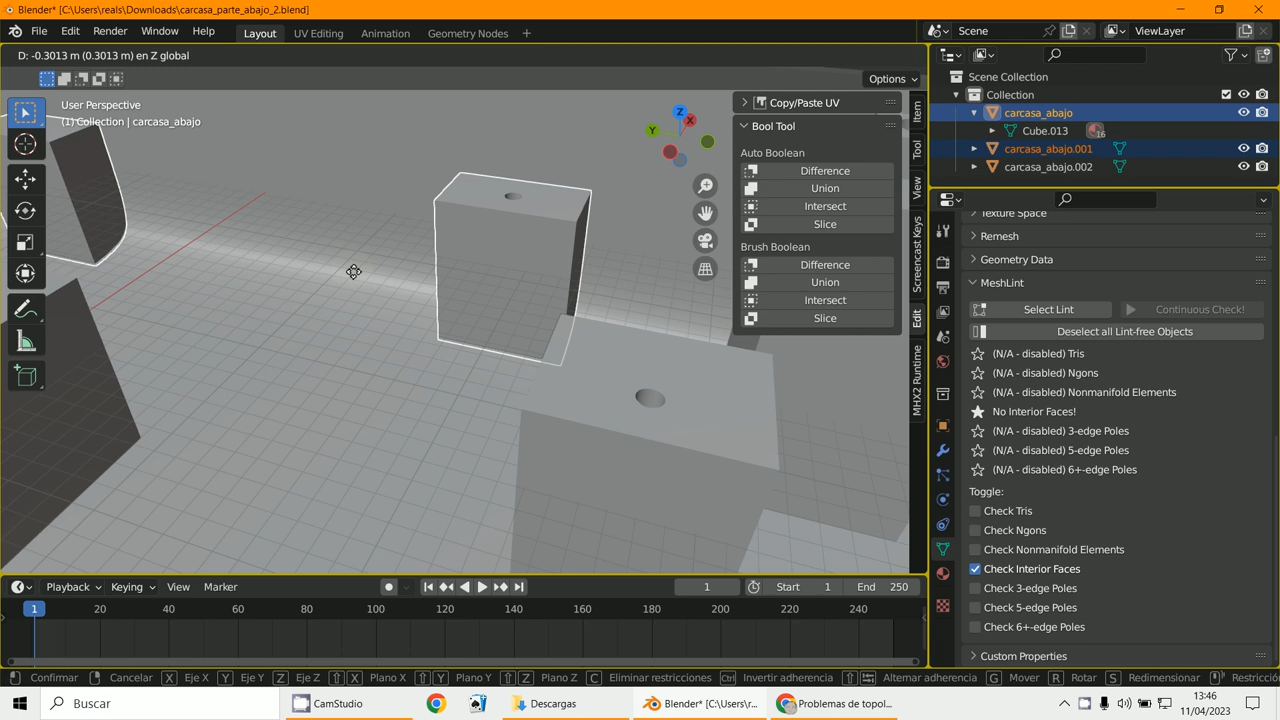 Blender* [C:\Users\reals\Downloads\carcasa_parte_abajo_2.blend]
File Edit Render Window Help Layout UV Editing Animation Geometry Nodes Scene ViewLayer
D: -0.3013 m (0.3013 m) en Z global
Options
User Perspective
(1) Collection | carcasa_abajo
Z
X
Y
Copy/Paste UV
Bool Tool
Auto Boolean
Difference
Union
Intersect
Slice
Brush Boolean
Difference
Union
Intersect
Slice
Item
Tool
View
Screencast Keys
Edit
MHX2 Runtime
Scene Collection
Collection
carcasa_abajo
Cube.013 16
carcasa_abajo.001
carcasa_abajo.002
Texture Space
Remesh
Geometry Data
MeshLint
Select Lint Continuous Check!
Deselect all Lint-free Objects
(N/A - disabled) Tris
(N/A - disabled) Ngons
(N/A - disabled) Nonmanifold Elements
No Interior Faces!
(N/A - disabled) 3-edge Poles
(N/A - disabled) 5-edge Poles
(N/A - disabled) 6+-edge Poles
Toggle:
Check Tris
Check Ngons
Check Nonmanifold Elements
Check Interior Faces
Check 3-edge Poles
Check 5-edge Poles
Check 6+-edge Poles
Custom Properties
Playback Keying View Marker 1 Start 1 End 250
1 20 40 60 80 100 120 140 160 180 200 220 240
Confirmar X Cancelar X Eje X Y Eje Y Z Eje Z X Plano X Y Plano Y Z Plano Z C Eliminar restricciones Ctrl Invertir adherencia Alternar adherencia G Mover R Rotar S Redimensionar Restricció
Buscar CamStudio Descargas Blender* [C:\Users\r... Problemas de topol...
13:46
11/04/2023